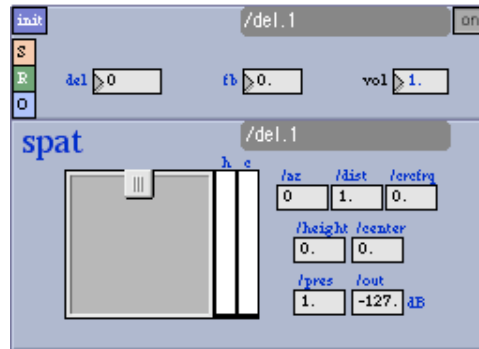 init /del.1 on
S
R
O
del 0 fb 0. vol 1.
spat /del.1
h c
/az /dist /crcfrq
0 1. 0.
/height /center
0. 0.
/pres /out
1. -127. dB